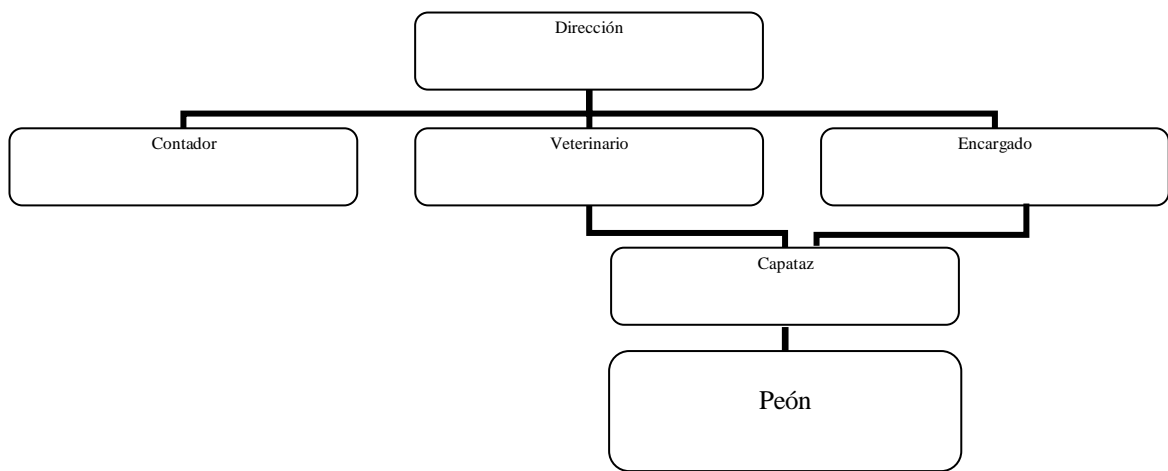 Dirección
Contador
Veterinario
Encargado
Capataz
Peón